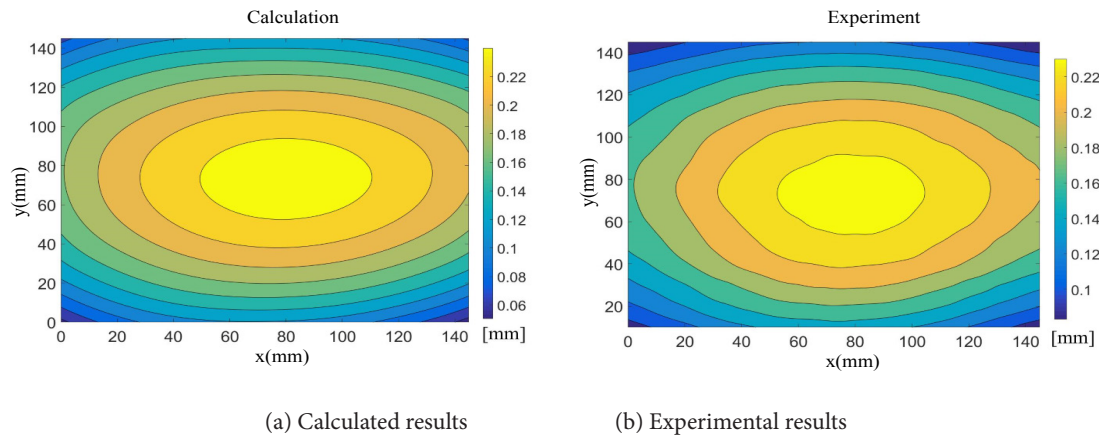 Calculation
140
120
100
80
60
40
20
0
y(mm)
0 20 40 60 80 100 120 140
x(mm)
0.22
0.2
0.18
0.16
0.14
0.12
0.1
0.08
0.06
[mm]
(a) Calculated results
Experiment
140
120
100
80
60
40
20
y(mm)
0 20 40 60 80 100 120 140
x(mm)
0.22
0.2
0.18
0.16
0.14
0.12
0.1
[mm]
(b) Experimental results